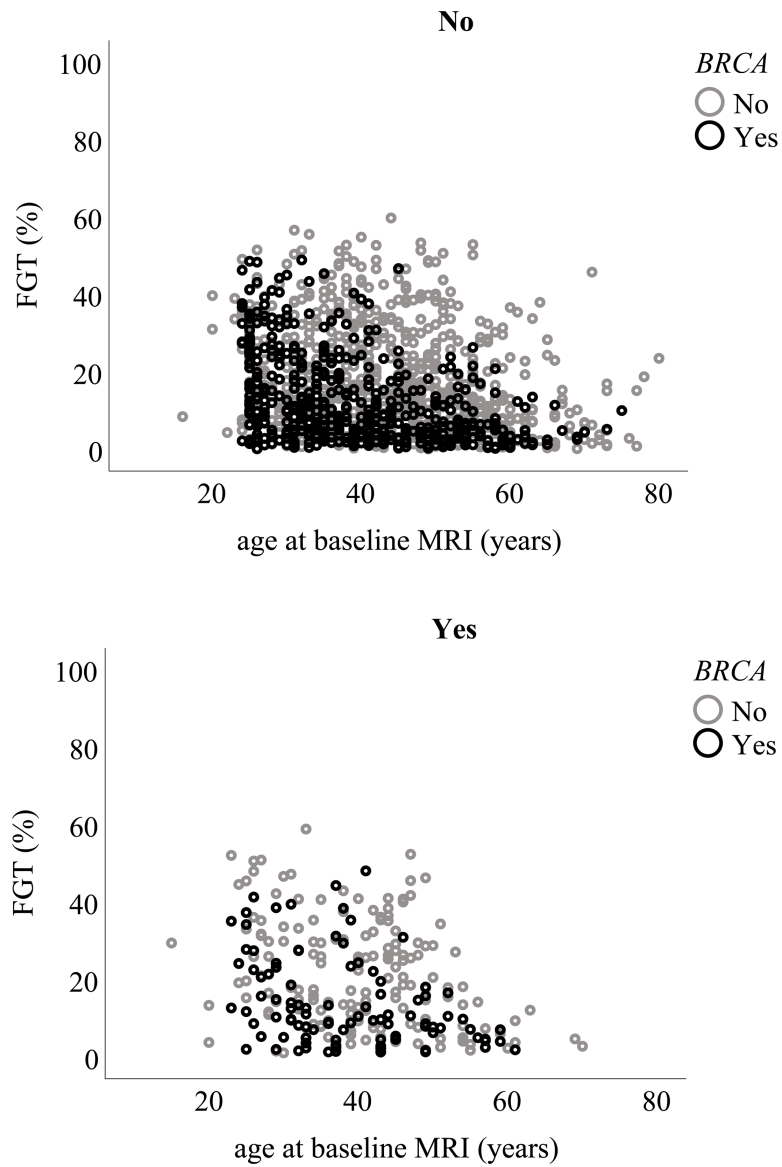 No
BRCA
No
Yes
100
80
60
40
20
0
FGT (%)
20 40 60 80
age at baseline MRI (years)
Yes
BRCA
No
Yes
100
80
60
40
20
0
FGT (%)
20 40 60 80
age at baseline MRI (years)